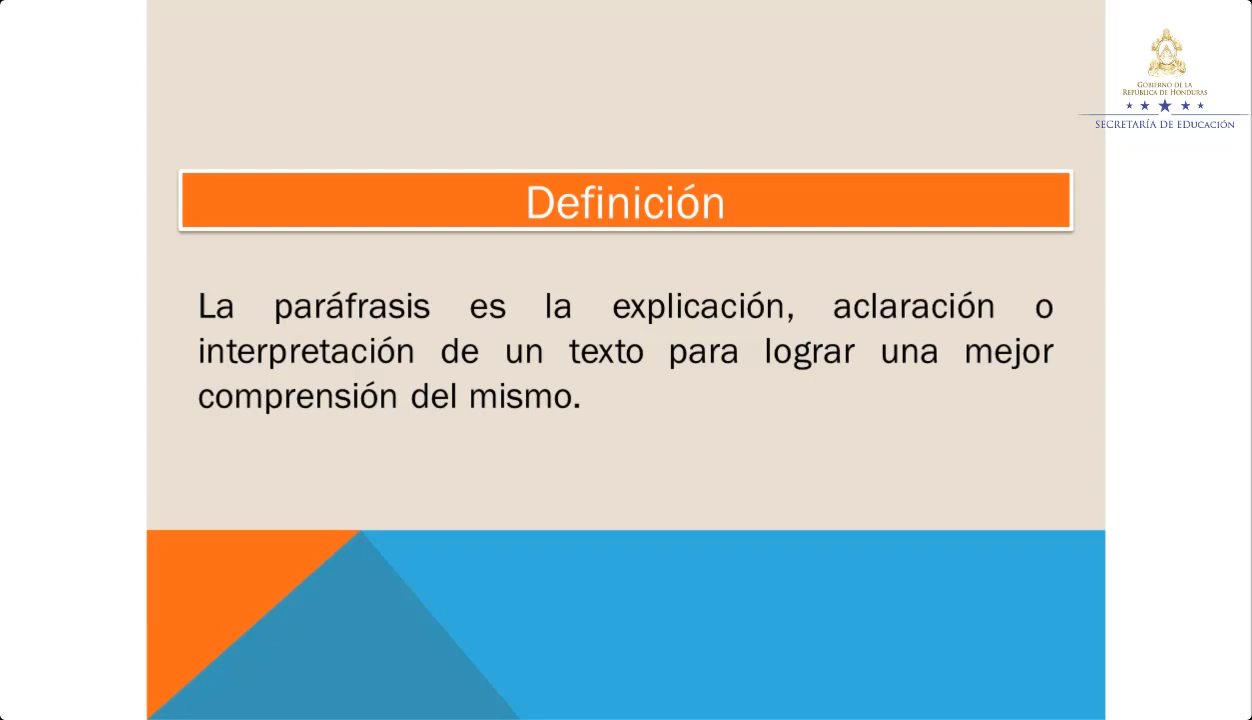 GOBIERNO DE LA
REPÚBLICA DE HONDURAS
SECRETARÍA DE EDUCACIÓN
Definición
La paráfrasis es la explicación, aclaración o
interpretación de un texto para lograr una mejor
comprensión del mismo.